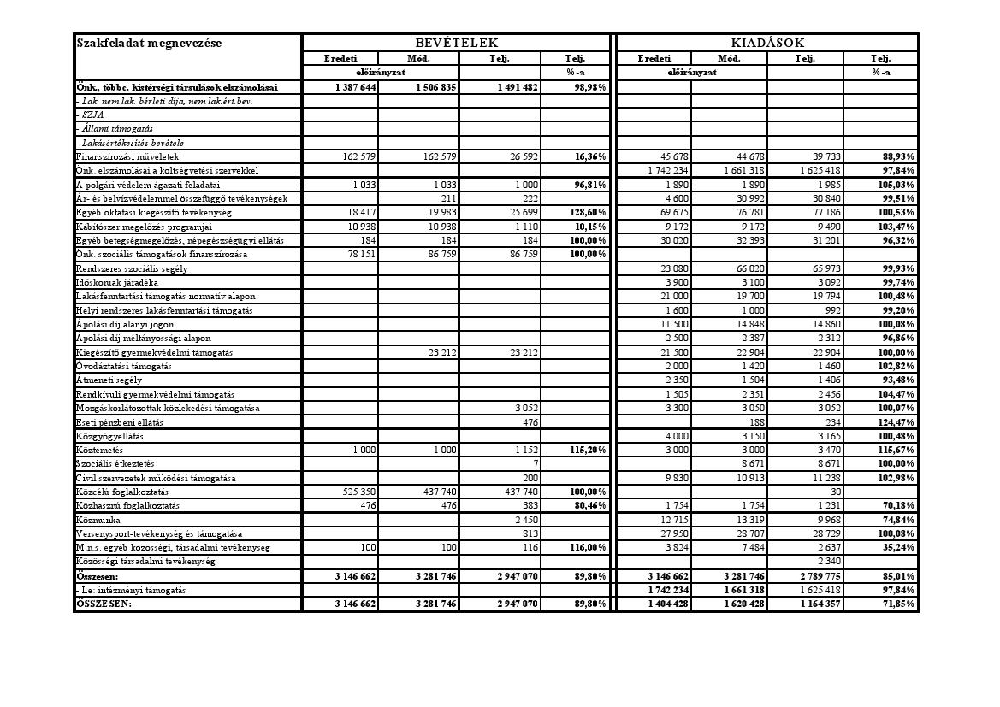 Szakfeladat megnevezése BEVÉTELEK KIADÁSOK
Eredeti Mód. Telj. Telj. Eredeti Mód. Telj. Telj.
előirányzat %-a előirányzat %-a
Önk., többc. kistérségi társulások elszámolásai 1 387 644 1 506 835 1 491 482 98,98%
- Lak. nem lak. bérleti díja, nem lak.ért.bev.
- SZJA
- Állami támogatás
- Lakásértékesítés bevétele
Finanszírozási műveletek 162 579 162 579 26 592 16,36% 45 678 44 678 39 733 88,93%
Önk. elszámolásai a költségvetési szervekkel 1 742 234 1 661 318 1 625 418 97,84%
A polgári védelem ágazati feladatai 1 033 1 033 1 000 96,81% 1 890 1 890 1 985 105,03%
Ár- és belvízvédelemmel összefüggő tevékenységek 211 222 4 600 30 992 30 840 99,51%
Egyéb oktatási kiegészítő tevékenység 18 417 19 983 25 699 128,60% 69 675 76 781 77 186 100,53%
Kábítószer megelőzés programjai 10 938 10 938 1 110 10,15% 9 172 9 172 9 490 103,47%
Egyéb betegségmegelőzés, népegészségügyi ellátás 184 184 184 100,00% 30 020 32 393 31 201 96,32%
Önk. szociális támogatások finanszírozása 78 151 86 759 86 759 100,00%
Rendszeres szociális segély 23 080 66 020 65 973 99,93%
Időskorúak járadéka 3 900 3 100 3 092 99,74%
Lakásfenntartási támogatás normatív alapon 21 000 19 700 19 794 100,48%
Helyi rendszeres lakásfenntartási támogatás 1 600 1 000 992 99,20%
Ápolási díj alanyi jogon 11 500 14 848 14 860 100,08%
Ápolási díj méltányossági alapon 2 500 2 387 2 312 96,86%
Kiegészítő gyermekvédelmi támogatás 23 212 23 212 21 500 22 904 22 904 100,00%
Óvodáztatási támogatás 2 000 1 420 1 460 102,82%
Átmeneti segély 2 350 1 504 1 406 93,48%
Rendkívüli gyermekvédelmi támogatás 1 505 2 351 2 456 104,47%
Mozgáskorlátozottak közlekedési támogatása 3 052 3 300 3 050 3 052 100,07%
Eseti pénzbeni ellátás 476 188 234 124,47%
Közgyógyellátás 4 000 3 150 3 165 100,48%
Köztemetés 1 000 1 000 1 152 115,20% 3 000 3 000 3 470 115,67%
Szociális étkeztetés 7 8 671 8 671 100,00%
Civil szervezetek működési támogatása 200 9 830 10 913 11 238 102,98%
Közcélú foglalkoztatás 525 350 437 740 437 740 100,00% 30
Közhasznú foglalkoztatás 476 476 383 80,46% 1 754 1 754 1 231 70,18%
Közmunka 2 450 12 715 13 319 9 968 74,84%
Versenysport-tevékenység és támogatása 813 27 950 28 707 28 729 100,08%
M.n.s. egyéb közösségi, társadalmi tevékenység 100 100 116 116,00% 3 824 7 484 2 637 35,24%
Közösségi társadalmi tevékenység 2 340
Összesen: 3 146 662 3 281 746 2 947 070 89,80% 3 146 662 3 281 746 2 789 775 85,01%
- Le: intézményi támogatás 1 742 234 1 661 318 1 625 418 97,84%
ÖSSZESEN: 3 146 662 3 281 746 2 947 070 89,80% 1 404 428 1 620 428 1 164 357 71,85%